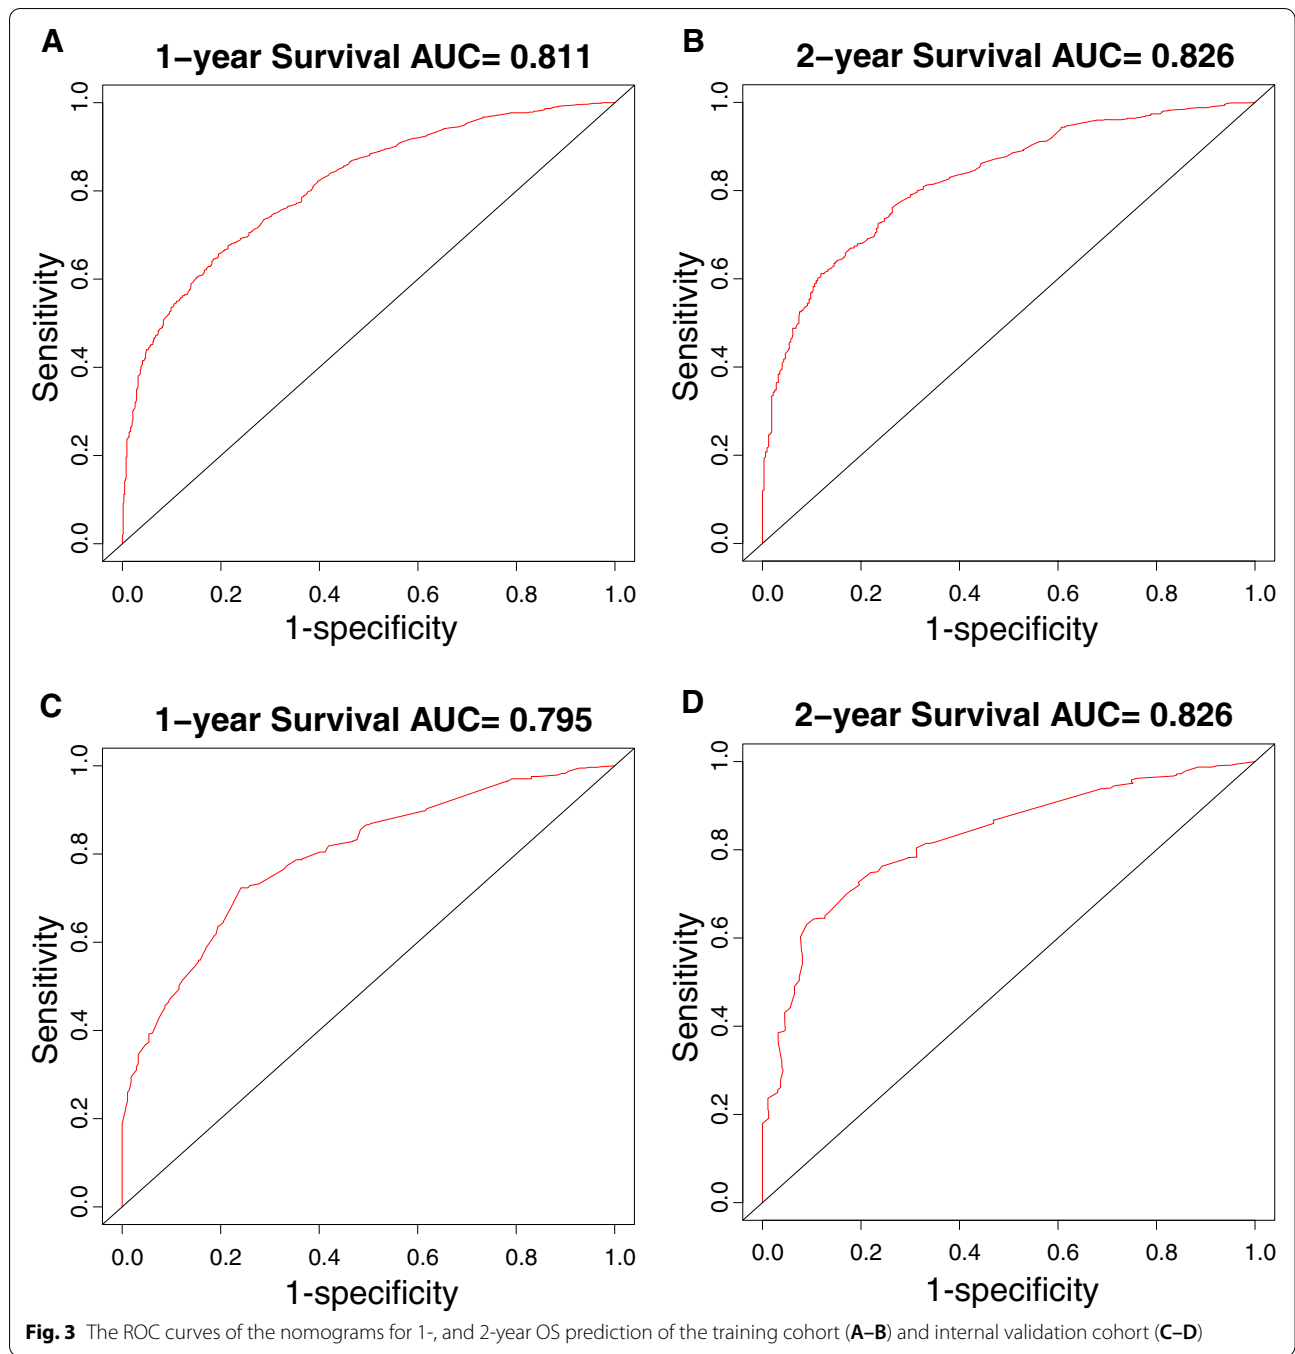 A
1–year Survival AUC= 0.811
Sensitivity
0.0 0.2 0.4 0.6 0.8 1.0
0.0 0.2 0.4 0.6 0.8 1.0
1-specificity
B
2–year Survival AUC= 0.826
Sensitivity
0.0 0.2 0.4 0.6 0.8 1.0
0.0 0.2 0.4 0.6 0.8 1.0
1-specificity
C
1–year Survival AUC= 0.795
Sensitivity
0.0 0.2 0.4 0.6 0.8 1.0
0.0 0.2 0.4 0.6 0.8 1.0
1-specificity
D
2–year Survival AUC= 0.826
Sensitivity
0.0 0.2 0.4 0.6 0.8 1.0
0.0 0.2 0.4 0.6 0.8 1.0
1-specificity
Fig. 3 The ROC curves of the nomograms for 1-, and 2-year OS prediction of the training cohort (A–B) and internal validation cohort (C–D)